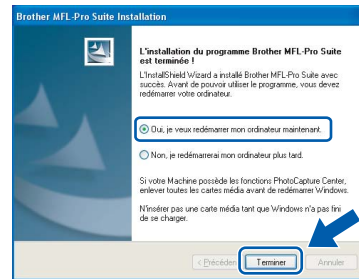 Brother MFL-Pro Suite Installation
L'installation du programme Brother MFL-Pro Suite
est terminée !
L'InstallShield Wizard a installé Brother MFL-Pro Suite avec
succès. Avant de pouvoir utiliser le programme, vous devez
redémarrer votre ordinateur.
Oui, je veux redémarrer mon ordinateur maintenant.
Non, je redémarrerai mon ordinateur plus tard.
Si votre Machine possède les fonctions PhotoCapture Center,
enlever toutes les cartes média avant de redémarrer Windows.
N'insérer pas une carte média tant que Windows n'a pas fini
de se charger.
< Précéden Terminer Annuler